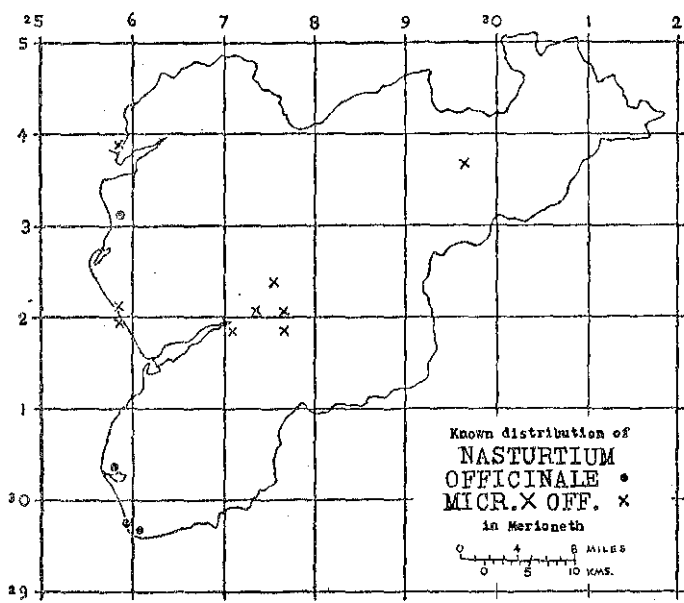 25 6 7 8 9 20 1 2
5
4
3
2
1
30
29
Known distribution of
NASTURTIUM
OFFICINALE •
MICR.X OFF. ×
in Merioneth
0 4 8 MILES
0 5 10 KMS.